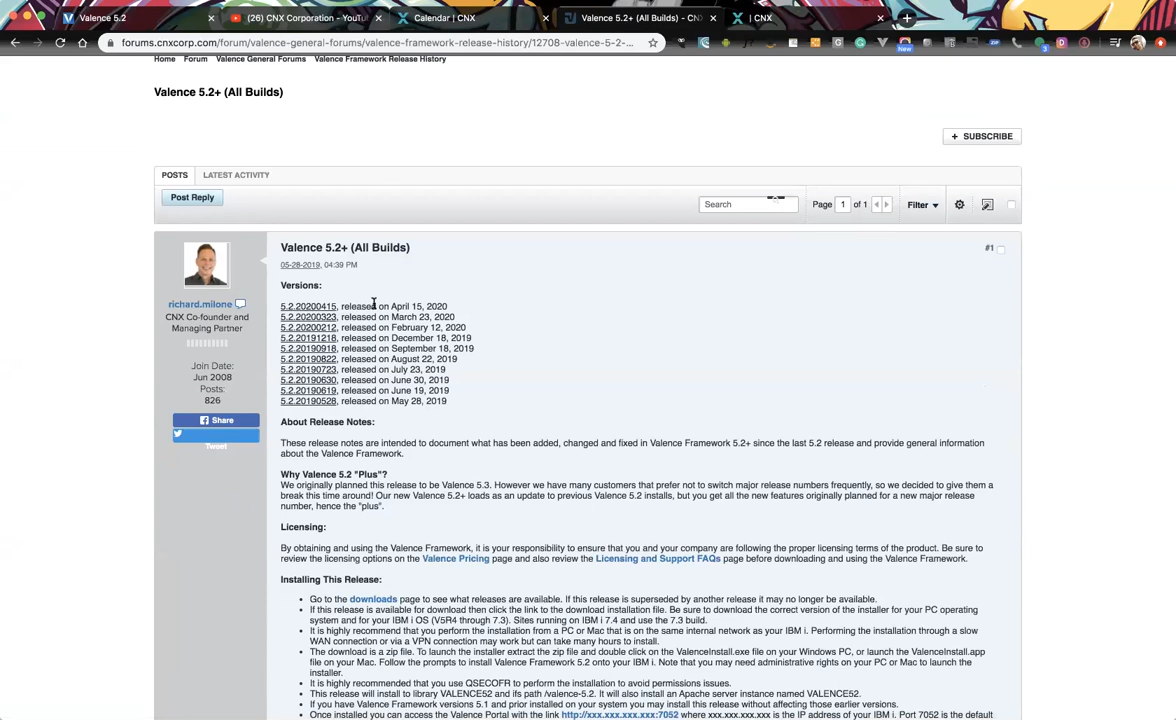 Valence 5.2
(26) CNX Corporation - YouTu
Calendar | CNX
Valence 5.2+ (All Builds) - CN
| CNX
forums.cnxcorp.com/forum/valence-general-forums/valence-framework-release-history/12708-valence-5-2-...
New
3
Home Forum Valence General Forums Valence Framework Release History
Valence 5.2+ (All Builds)
+ SUBSCRIBE
POSTS LATEST ACTIVITY
Post Reply
Search
Page 1 of 1
Filter
Valence 5.2+ (All Builds)
#1
05-28-2019, 04:39 PM
Versions:
5.2.20200415, released on April 15, 2020
5.2.20200323, released on March 23, 2020
5.2.20200212, released on February 12, 2020
5.2.20191218, released on December 18, 2019
5.2.20190918, released on September 18, 2019
5.2.20190822, released on August 22, 2019
5.2.20190723, released on July 23, 2019
5.2.20190630, released on June 30, 2019
5.2.20190619, released on June 19, 2019
5.2.20190528, released on May 28, 2019
richard.milone
CNX Co-founder and
Managing Partner
Join Date:
Jun 2008
Posts:
826
Share
Tweet
About Release Notes:
These release notes are intended to document what has been added, changed and fixed in Valence Framework 5.2+ since the last 5.2 release and provide general information
about the Valence Framework.
Why Valence 5.2 "Plus"?
We originally planned this release to be Valence 5.3. However we have many customers that prefer not to switch major release numbers frequently, so we decided to give them a
break this time around! Our new Valence 5.2+ loads as an update to previous Valence 5.2 installs, but you get all the new features originally planned for a new major release
number, hence the "plus".
Licensing:
By obtaining and using the Valence Framework, it is your responsibility to ensure that you and your company are following the proper licensing terms of the product. Be sure to
review the licensing options on the Valence Pricing page and also review the Licensing and Support FAQs page before downloading and using the Valence Framework.
Installing This Release:
• Go to the downloads page to see what releases are available. If this release is superseded by another release it may no longer be available.
• If this release is available for download then click the link to the download installation file. Be sure to download the correct version of the installer for your PC operating
system and for your IBM i OS (V5R4 through 7.3). Sites running on IBM i 7.4 and use the 7.3 build.
• It is highly recommend that you perform the installation from a PC or Mac that is on the same internal network as your IBM i. Performing the installation through a slow
WAN connection or via a VPN connection may work but can take many hours to install.
• The download is a zip file. To launch the installer extract the zip file and double click on the ValenceInstall.exe file on your Windows PC, or launch the ValenceInstall.app
file on your Mac. Follow the prompts to install Valence Framework 5.2 onto your IBM i. Note that you may need administrative rights on your PC or Mac to launch the
installer.
• It is highly recommended that you use QSECOFR to perform the installation to avoid permissions issues.
• This release will install to library VALENCE52 and ifs path /valence-5.2. It will also install an Apache server instance named VALENCE52.
• If you have Valence Framework versions 5.1 and prior installed on your system you may install this release without affecting those earlier versions.
• Once installed you can access the Valence Portal with the link http://xxx.xxx.xxx.xxx:7052 where xxx.xxx.xxx.xxx is the IP address of your IBM i. Port 7052 is the default